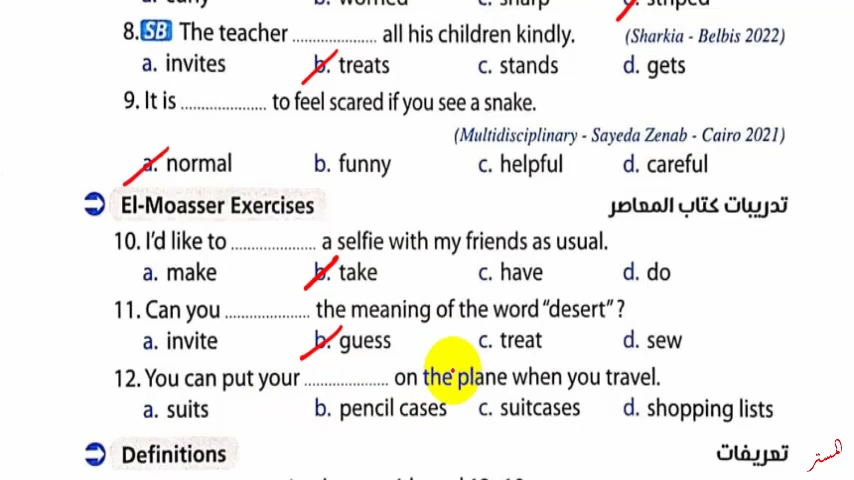 a. curly b. worried c. sharp d. striped
8. SB The teacher .................... all his children kindly. (Sharkia - Belbis 2022)
a. invites b. treats c. stands d. gets
9. It is .................... to feel scared if you see a snake.
(Multidisciplinary - Sayeda Zenab - Cairo 2021)
a. normal b. funny c. helpful d. careful
El-Moasser Exercises تدريبات كتاب المعاصر
10. I'd like to .................... a selfie with my friends as usual.
a. make b. take c. have d. do
11. Can you .................... the meaning of the word "desert" ?
a. invite b. guess c. treat d. sew
12. You can put your .................... on the plane when you travel.
a. suits b. pencil cases c. suitcases d. shopping lists
Definitions تعريفات
المستر